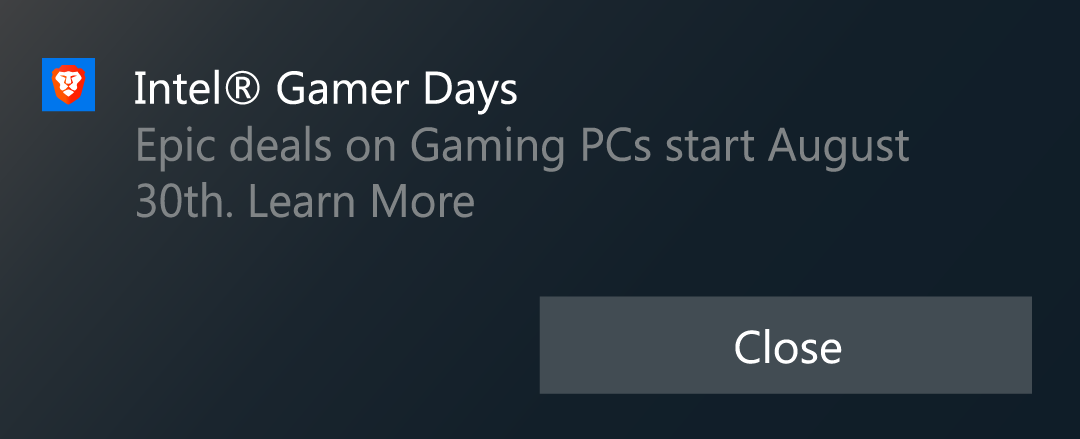 Intel® Gamer Days
Epic deals on Gaming PCs start August
30th. Learn More
Close